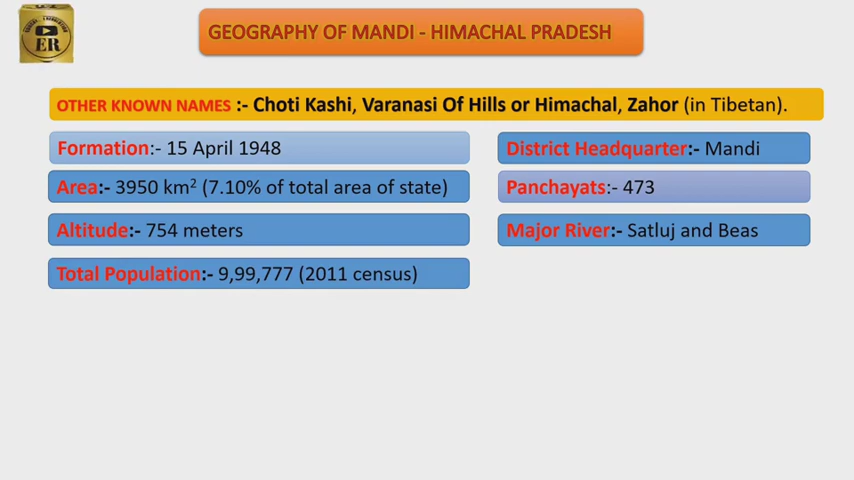 ER
GEOGRAPHY OF MANDI - HIMACHAL PRADESH
OTHER KNOWN NAMES :- Choti Kashi, Varanasi Of Hills or Himachal, Zahor (in Tibetan).
Formation:- 15 April 1948
District Headquarter:- Mandi
Area:- 3950 km² (7.10% of total area of state)
Panchayats:- 473
Altitude:- 754 meters
Major River:- Satluj and Beas
Total Population:- 9,99,777 (2011 census)